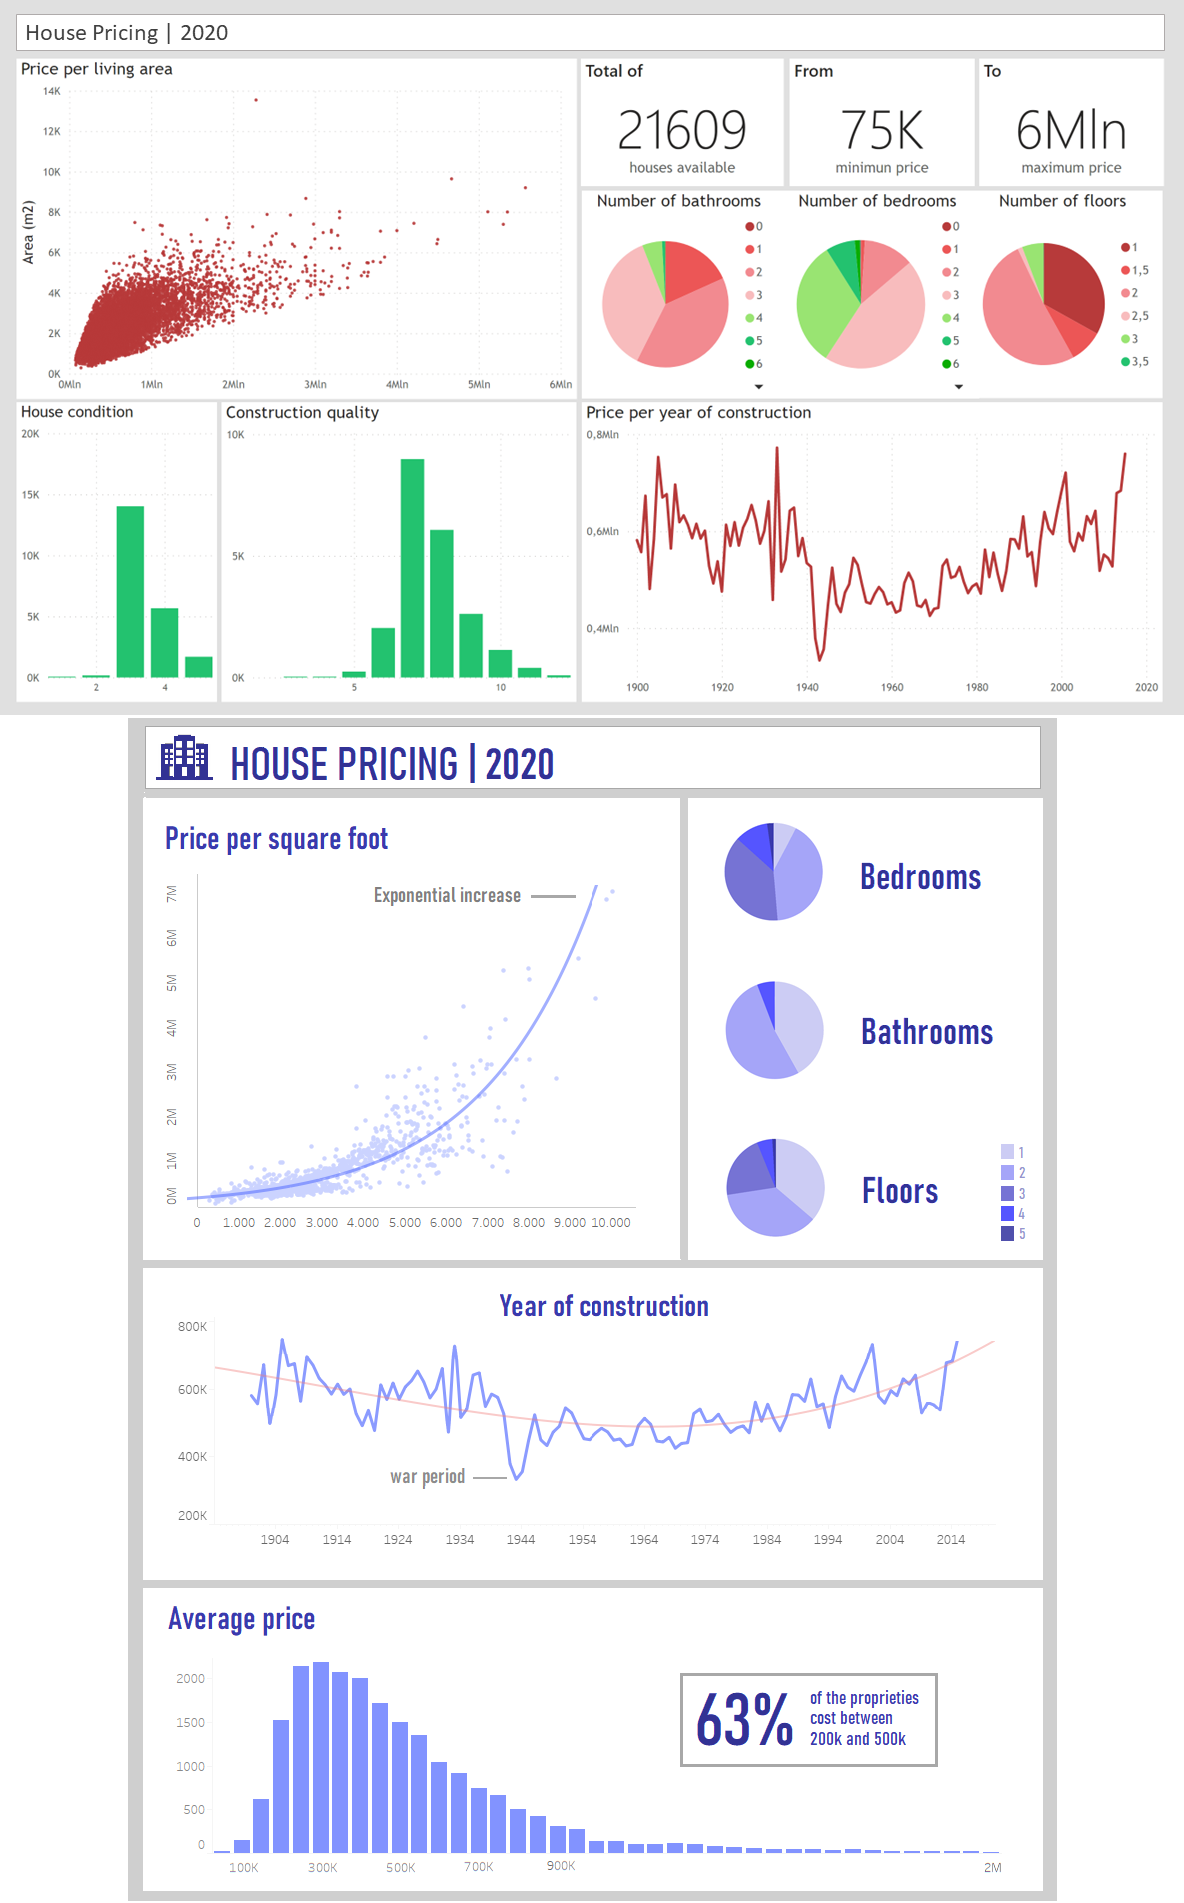 House Pricing | 2020
Price per living area
14K
12K
10K
8K
6K
4K
2K
0K
Area (m2)
0Mln 1Mln 2Mln 3Mln 4Mln 5Mln 6Mln
Total of
21609
houses available
From
75K
minimun price
To
6Mln
maximum price
Number of bathrooms
0
1
2
3
4
5
6
Number of bedrooms
0
1
2
3
4
5
6
Number of floors
1
1,5
2
2,5
3
3,5
House condition
20K
15K
10K
5K
0K
2 4
Construction quality
10K
5K
0K
5 10
Price per year of construction
0,8Mln
0,6Mln
0,4Mln
1900 1920 1940 1960 1980 2000 2020
HOUSE PRICING | 2020
Price per square foot
Exponential increase
7M
6M
5M
4M
3M
2M
1M
0M
0 1.000 2.000 3.000 4.000 5.000 6.000 7.000 8.000 9.000 10.000
Bedrooms
Bathrooms
Floors
1
2
3
4
5
Year of construction
800K
600K
400K
200K
war period
1904 1914 1924 1934 1944 1954 1964 1974 1984 1994 2004 2014
Average price
2000
1500
1000
500
0
100K 300K 500K 700K 900K 2M
63%
of the proprieties
cost between
200k and 500k